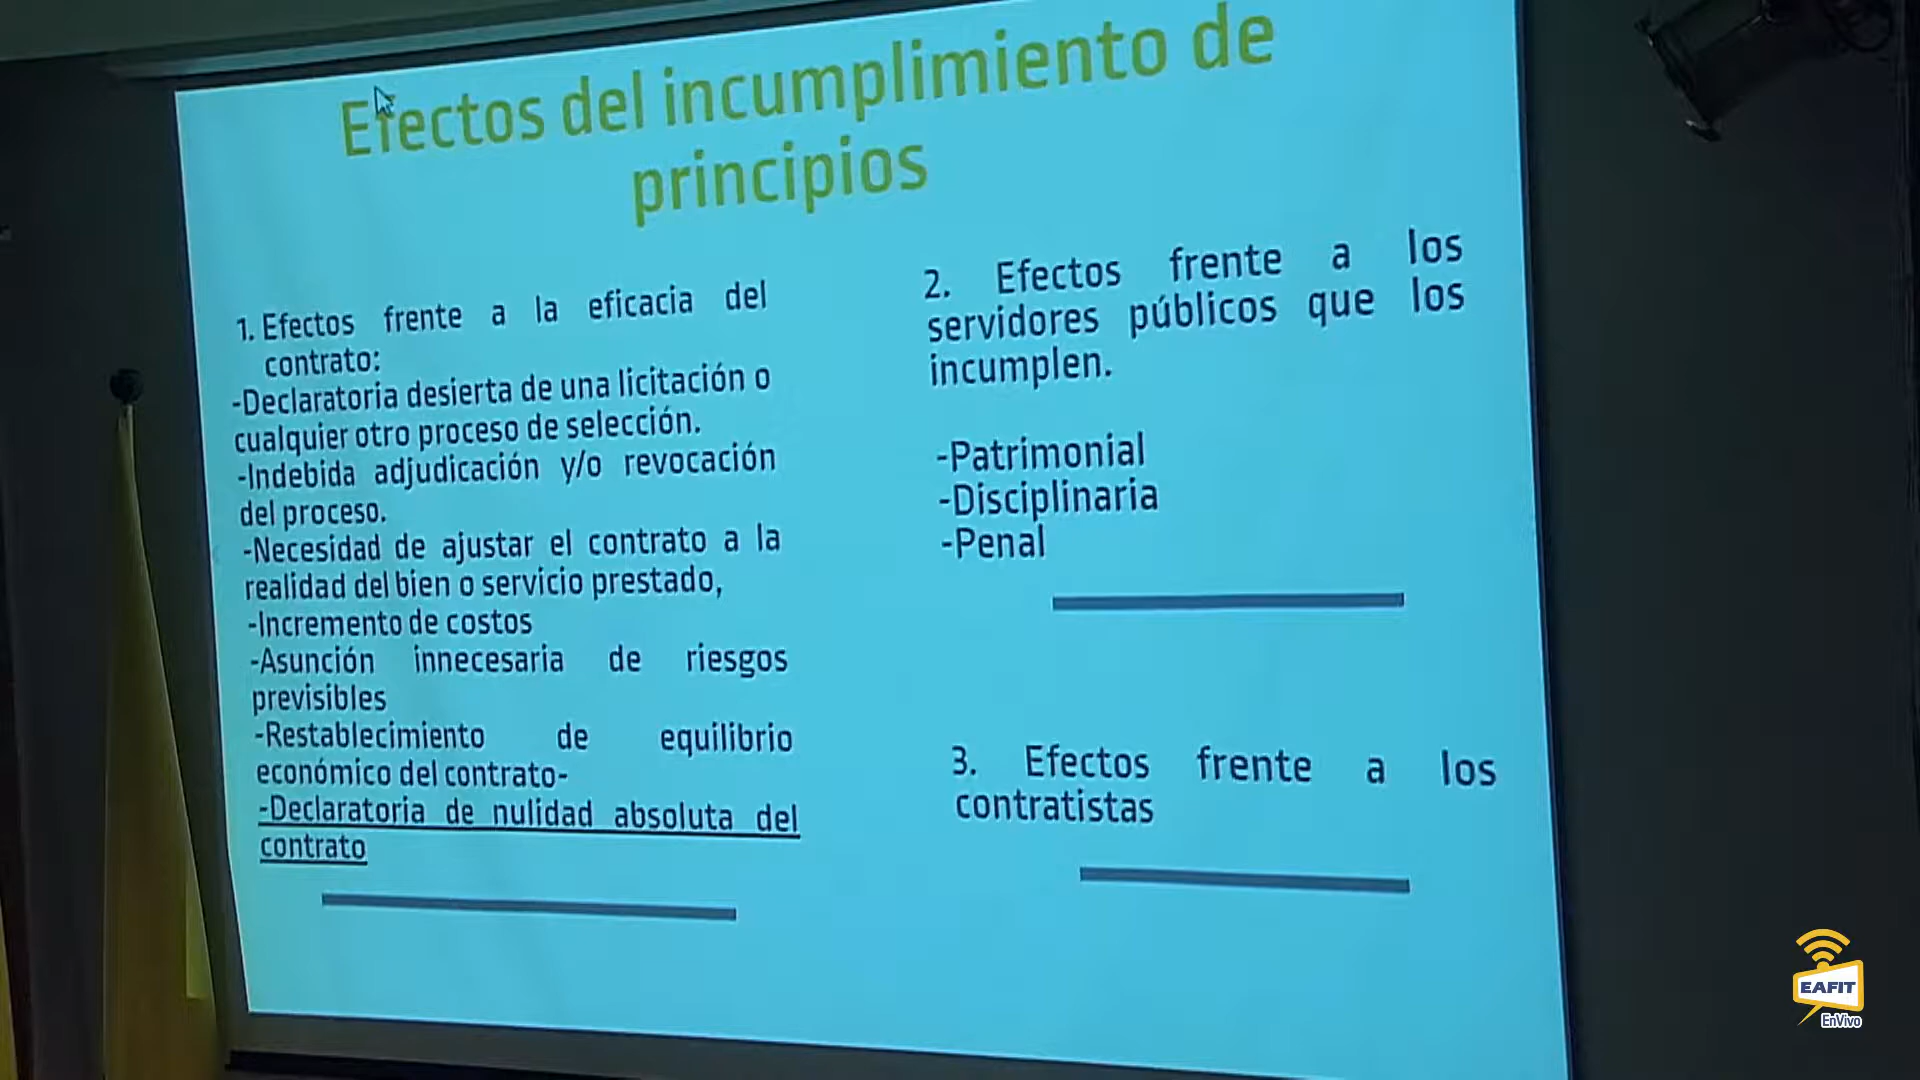 Efectos del incumplimiento de
principios
1. Efectos frente a la eficacia del
contrato:
-Declaratoria desierta de una licitación o
cualquier otro proceso de selección.
-Indebida adjudicación y/o revocación
del proceso.
-Necesidad de ajustar el contrato a la
realidad del bien o servicio prestado,
-Incremento de costos
-Asunción innecesaria de riesgos
previsibles
-Restablecimiento de equilibrio
económico del contrato-
-Declaratoria de nulidad absoluta del
contrato
2. Efectos frente a los
servidores públicos que los
incumplen.
-Patrimonial
-Disciplinaria
-Penal
3. Efectos frente a los
contratistas
EAFIT
EnVivo